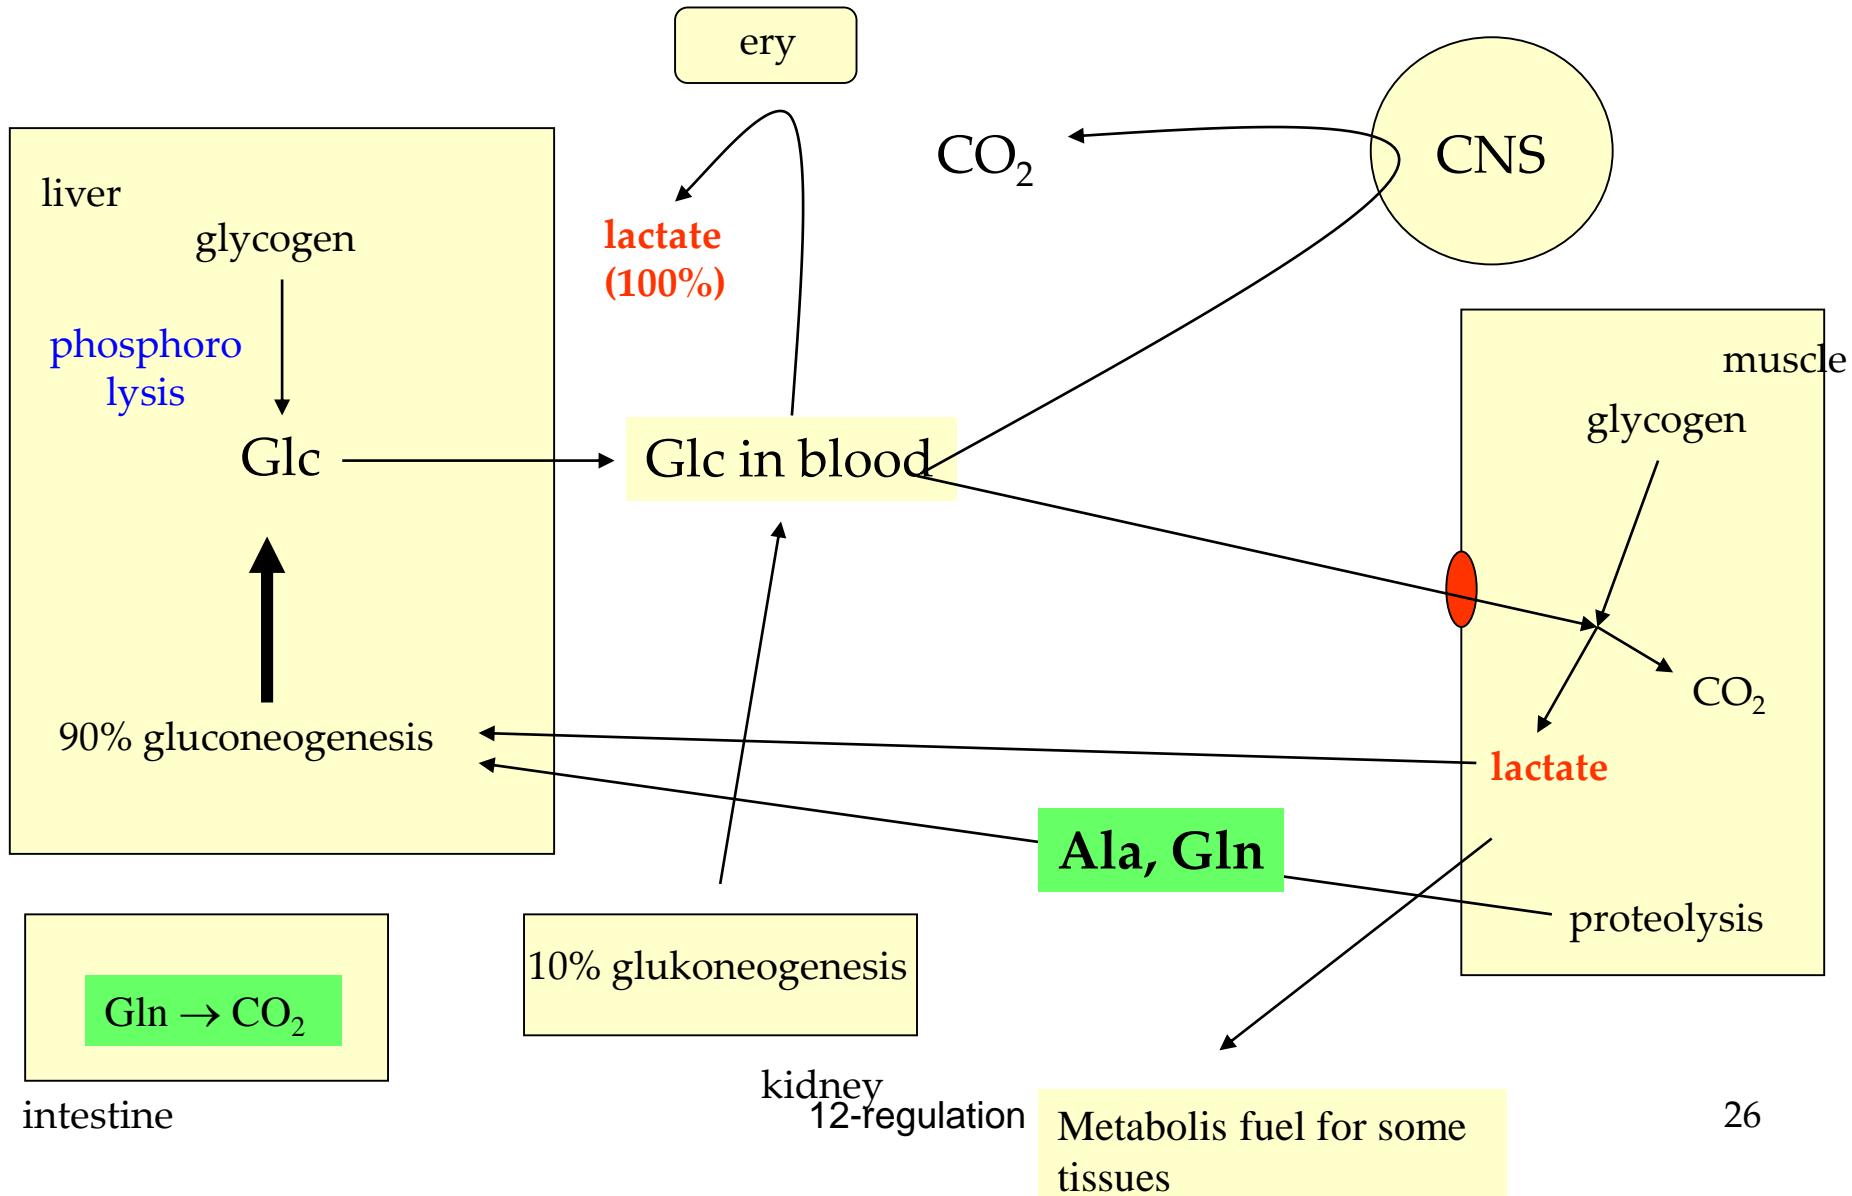 ery
CO₂
CNS
liver
glycogen
lactate
(100%)
phosphoro
lysis
muscle
glycogen
Glc
Glc in blood
CO₂
90% gluconeogenesis
lactate
Ala, Gln
proteolysis
10% glukoneogenesis
Gln → CO₂
kidney
intestine
12-regulation
Metabolis fuel for some
tissues
26